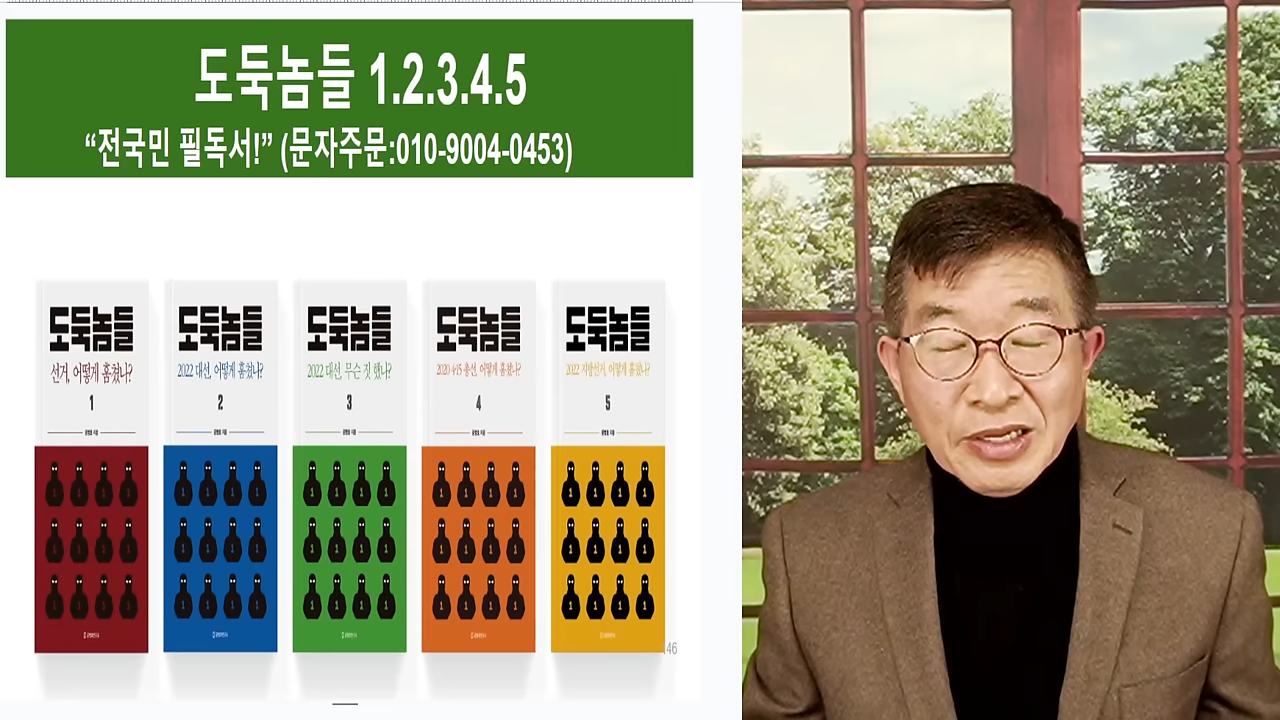 도둑놈들 1.2.3.4.5
“전국민 필독서!” (문자주문:010-9004-0453)
도둑놈들
선거, 어떻게 훔쳤나?
1
도둑놈들
2022 대선, 어떻게 훔쳤나?
2
도둑놈들
2022 대선, 무슨 짓 했나?
3
도둑놈들
2020 4·15 총선, 어떻게 훔쳤나?
4
도둑놈들
2022 지방선거, 어떻게 훔쳤나?
5
146